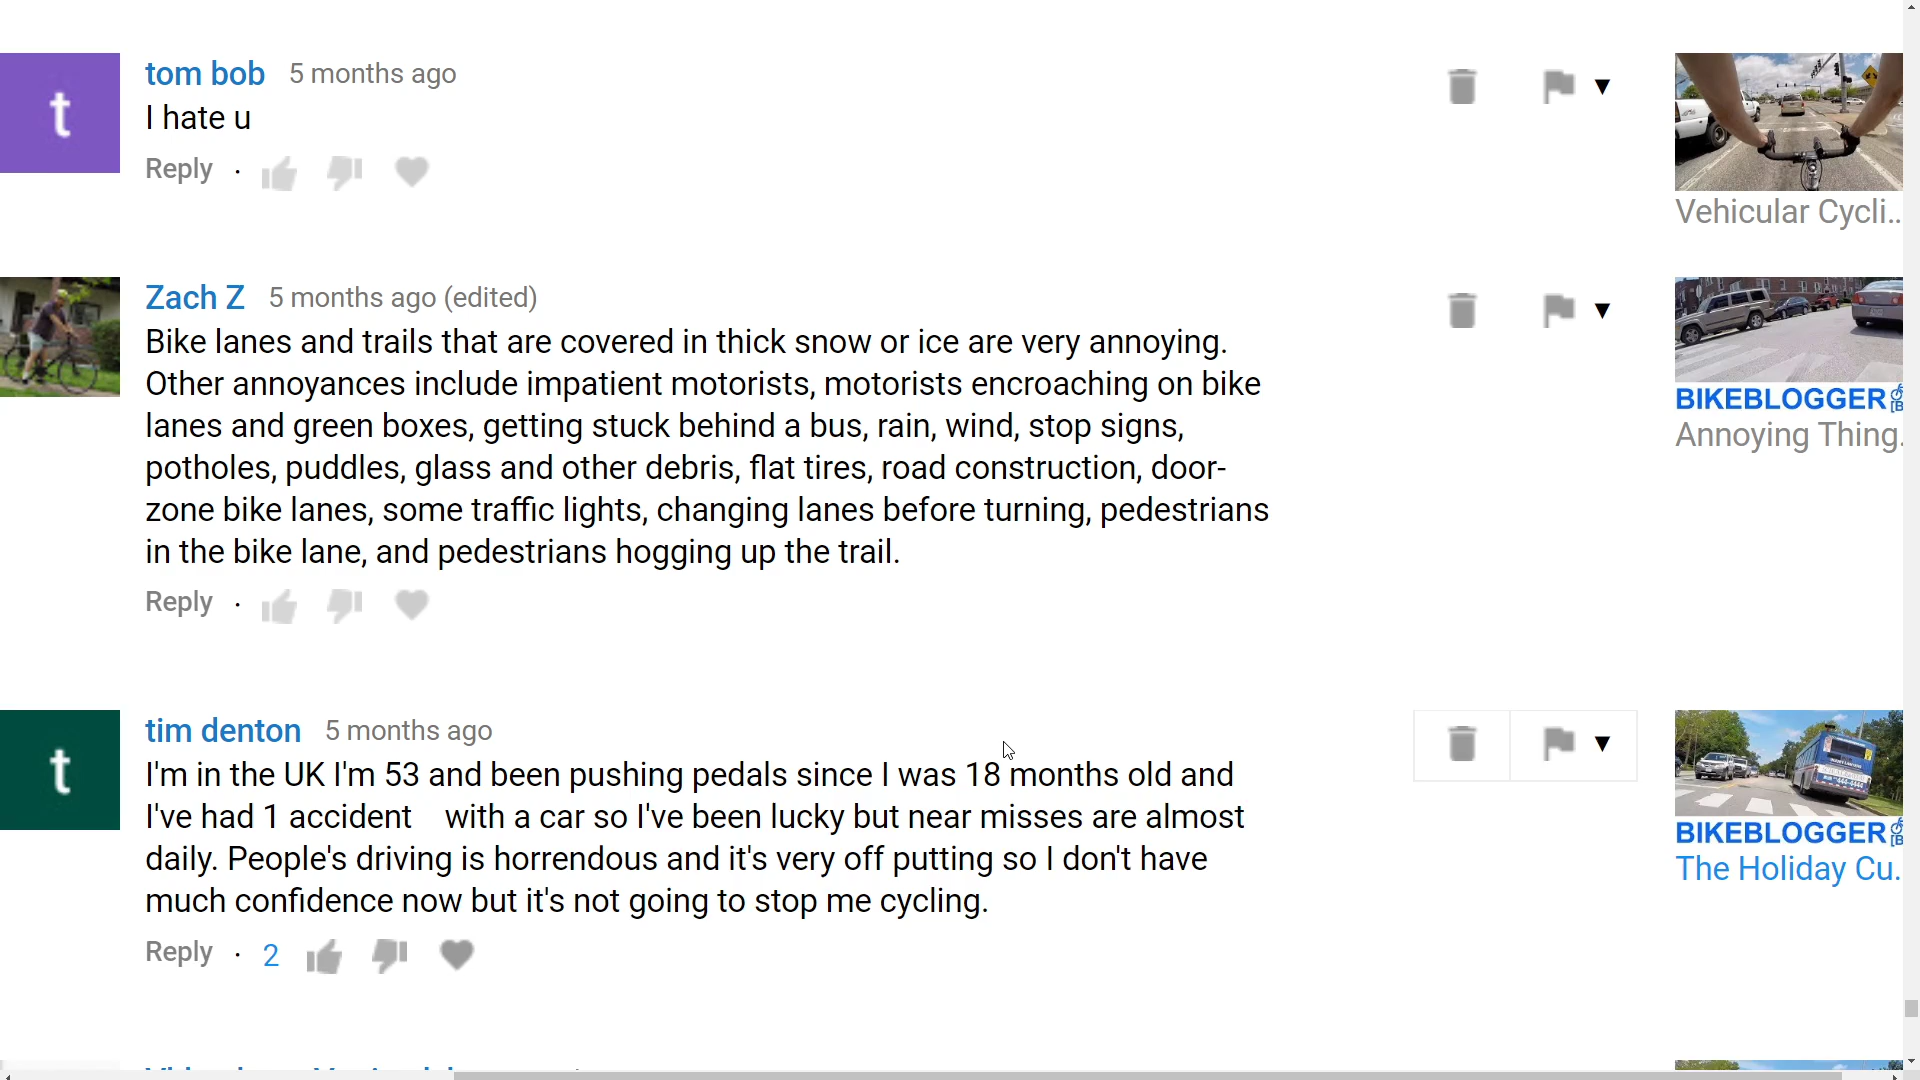 t
tom bob 5 months ago
I hate u
Reply ·
Vehicular Cycli...
Zach Z 5 months ago (edited)
Bike lanes and trails that are covered in thick snow or ice are very annoying.
Other annoyances include impatient motorists, motorists encroaching on bike
lanes and green boxes, getting stuck behind a bus, rain, wind, stop signs,
potholes, puddles, glass and other debris, flat tires, road construction, door-
zone bike lanes, some traffic lights, changing lanes before turning, pedestrians
in the bike lane, and pedestrians hogging up the trail.
Reply ·
BIKEBLOGGER
Annoying Thing.
t
tim denton 5 months ago
I'm in the UK I'm 53 and been pushing pedals since I was 18 months old and
I've had 1 accident with a car so I've been lucky but near misses are almost
daily. People's driving is horrendous and it's very off putting so I don't have
much confidence now but it's not going to stop me cycling.
Reply · 2
BIKEBLOGGER
The Holiday Cu.